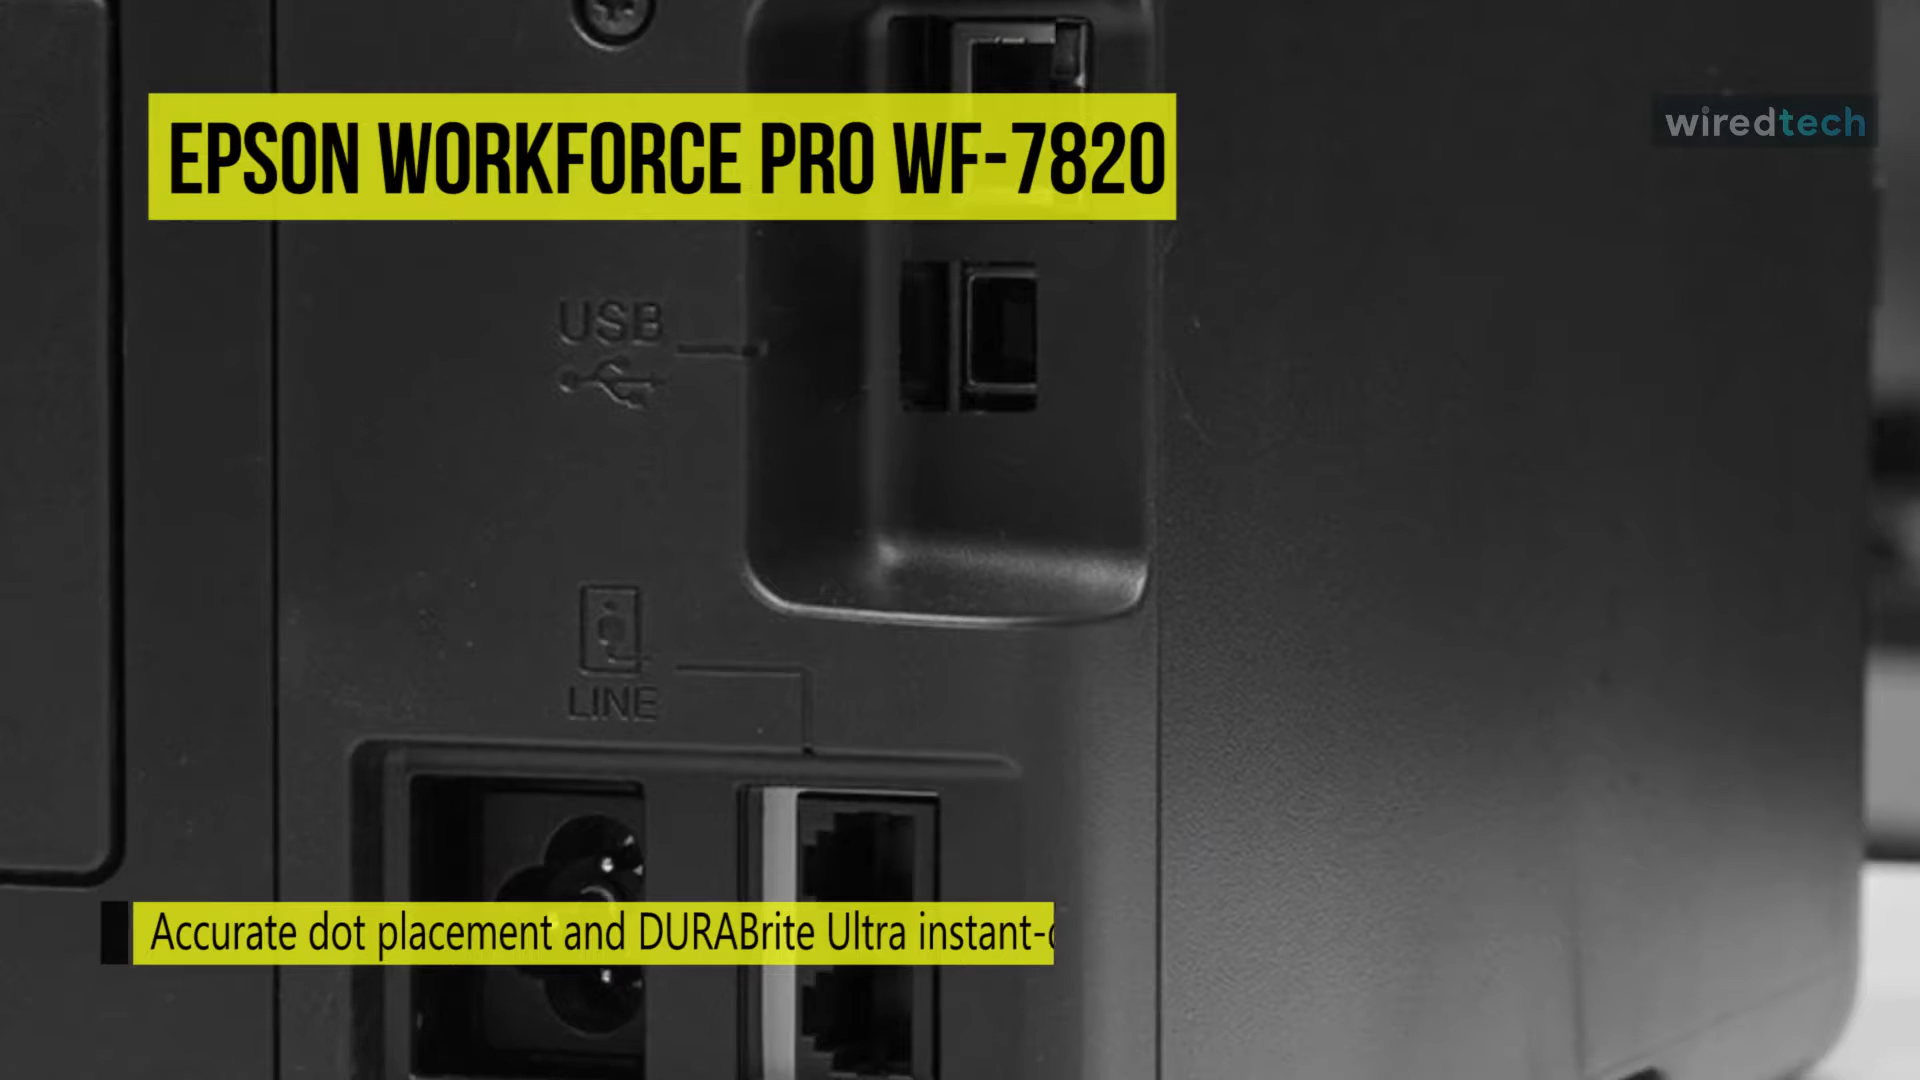 EPSON WORKFORCE PRO WF-7820
wiredtech
USB
LINE
Accurate dot placement and DURABrite Ultra instant-